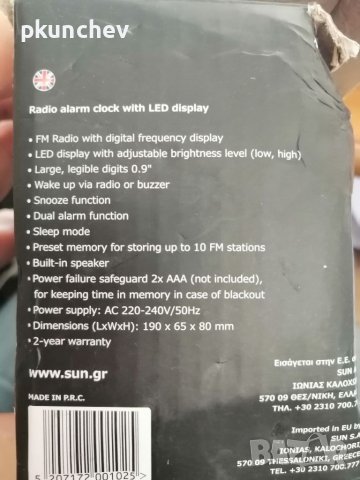 pkunchev
Radio alarm clock with LED display
• FM Radio with digital frequency display
• LED display with adjustable brightness level (low, high)
• Large, legible digits 0.9"
• Wake up via radio or buzzer
• Snooze function
• Dual alarm function
• Sleep mode
• Preset memory for storing up to 10 FM stations
• Built-in speaker
• Power failure safeguard 2x AAA (not included),
for keeping time in memory in case of blackout
• Power supply: AC 220-240V/50Hz
• Dimensions (LxWxH): 190 x 65 x 80 mm
• 2-year warranty
www.sun.gr
MADE IN P.R.C.
5 207172 001025 >
Εισάγεται στην Ε.Ε.
SUN
ΙΩΝΙΑΣ ΚΑΛΟΧ
570 09 ΘΕΣ/ΝΙΚΗ, ΕΛΛ
ΤΗΛ. +30 2310 700.77
Imported in EU by
SUN S.A
IONIAS, KALOCHORI
570 09 THESSALONIKI, GREECE
TEL. +30 2310 700.777